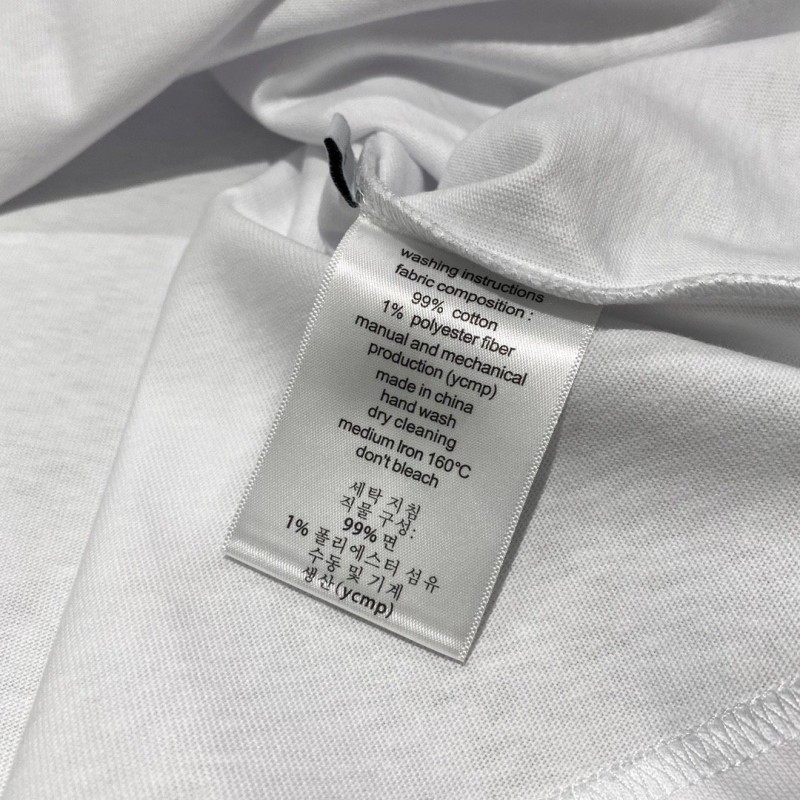 washing instructions
fabric composition :
99% cotton
1% polyester fiber
manual and mechanical
production (ycmp)
made in china
hand wash
dry cleaning
medium Iron 160°C
don't bleach
세탁 지침
직물 구성:
99% 면
1% 폴리에스터 섬유
수동 및 기계
생산(ycmp)